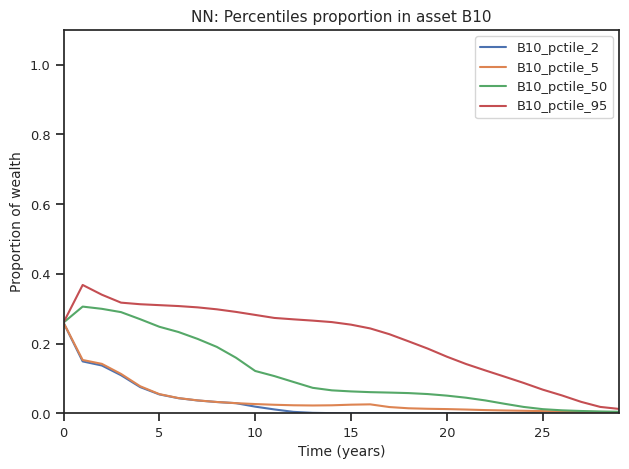 NN: Percentiles proportion in asset B10
B10_pctile_2
B10_pctile_5
B10_pctile_50
B10_pctile_95
Proportion of wealth
1.0
0.8
0.6
0.4
0.2
0.0
0 5 10 15 20 25
Time (years)